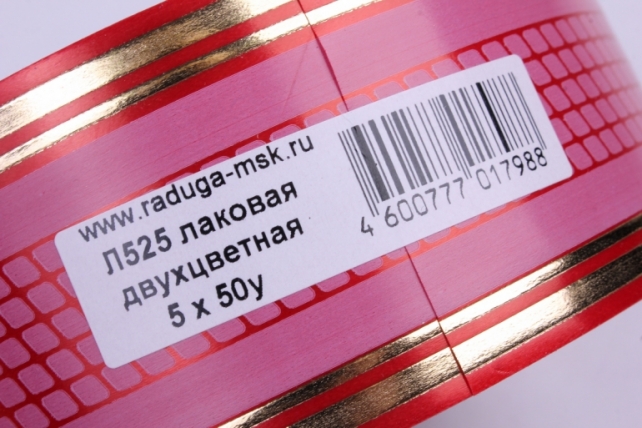 www.raduga-msk.ru
Л525 лаковая
двухцветная
5 х 50у
4 600777 017988